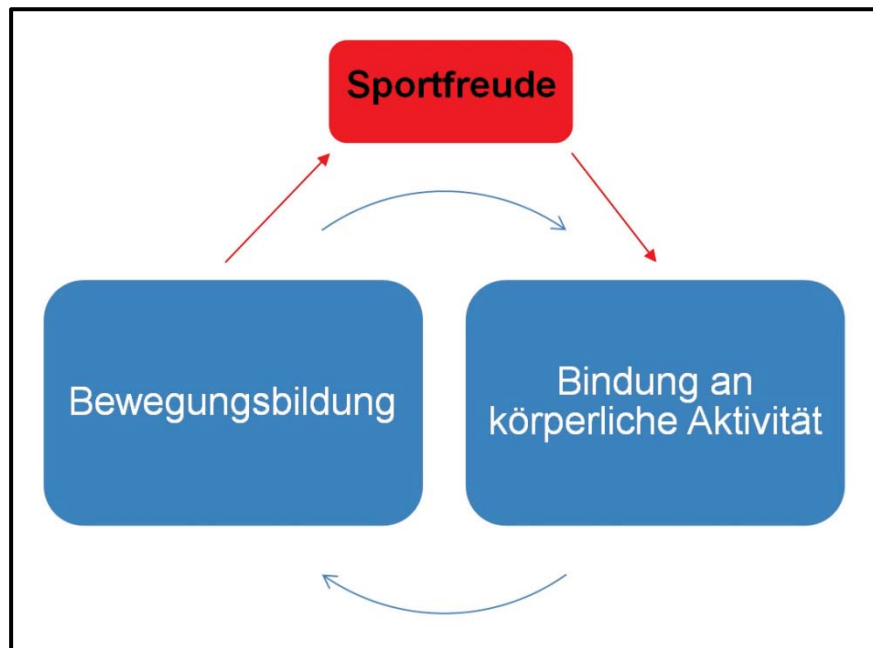 Sportfreude
Bewegungsbildung
Bindung an
körperliche Aktivität